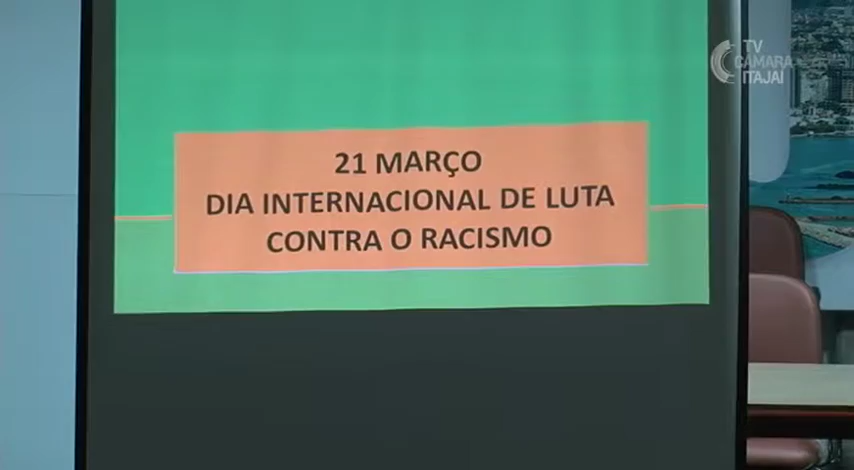 TV
CÂMARA
ITAJAÍ
21 MARÇO
DIA INTERNACIONAL DE LUTA
CONTRA O RACISMO